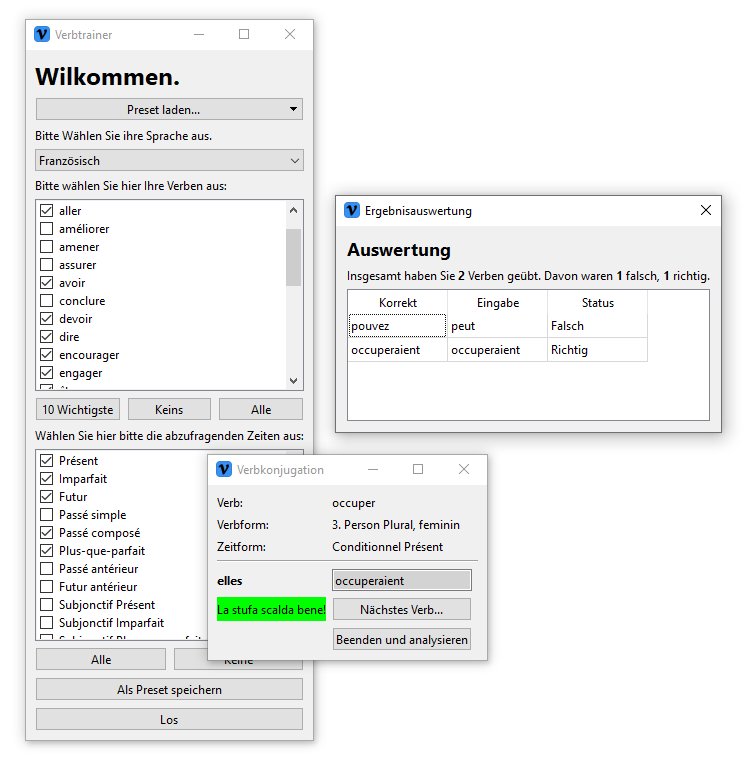 Verbtrainer
Wilkommen.
Preset laden...
Bitte Wählen Sie ihre Sprache aus.
Französisch
Bitte wählen Sie hier Ihre Verben aus:
aller
améliorer
amener
assurer
avoir
conclure
devoir
dire
encourager
engager
10 Wichtigste Keins Alle
Wählen Sie hier bitte die abzufragenden Zeiten aus:
Présent
Imparfait
Futur
Passé simple
Passé composé
Plus-que-parfait
Passé antérieur
Futur antérieur
Subjonctif Présent
Subjonctif Imparfait
Alle
Als Preset speichern
Los
Ergebnisauswertung
Auswertung
Insgesamt haben Sie 2 Verben geübt. Davon waren 1 falsch, 1 richtig.
Korrekt Eingabe Status
pouvez peut Falsch
occuperaient occuperaient Richtig
Verbkonjugation
Verb: occuper
Verbform: 3. Person Plural, feminin
Zeitform: Conditionnel Présent
elles occuperaient
La stufa scalda bene! Nächstes Verb...
Beenden und analysieren